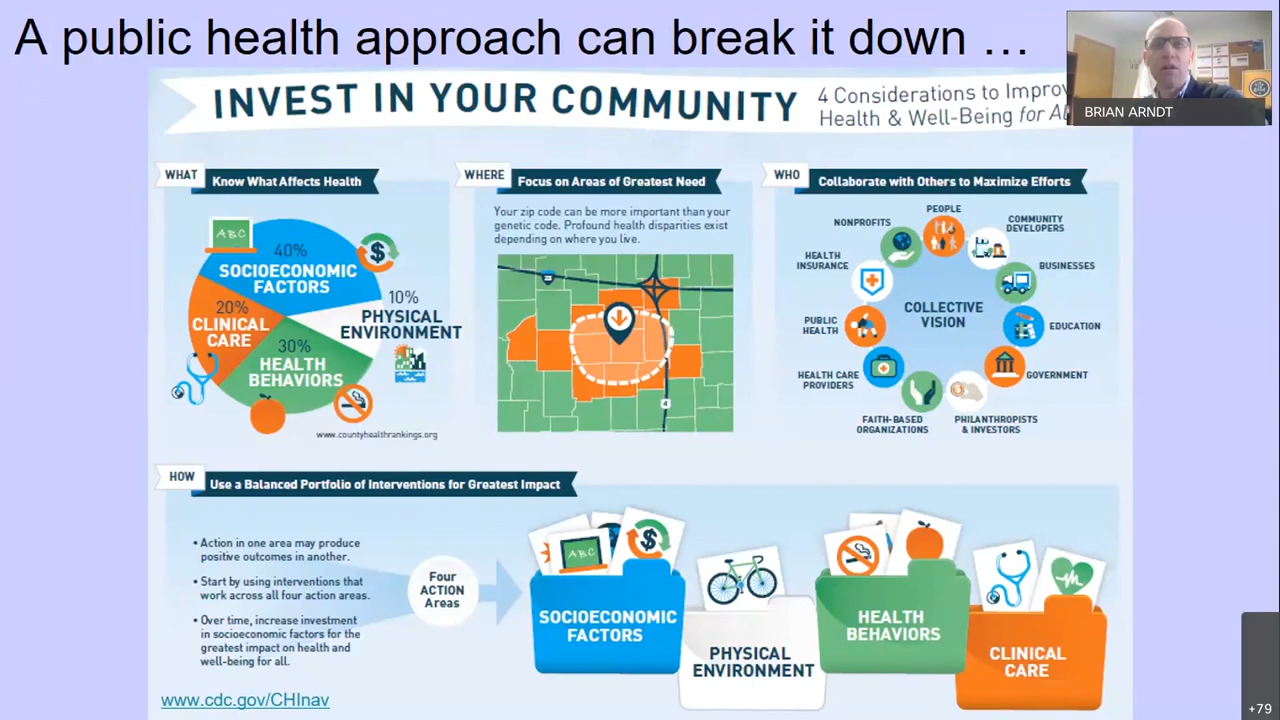 A public health approach can break it down …
INVEST IN YOUR COMMUNITY
4 Considerations to Improv
Health & Well-Being for Al
BRIAN ARNDT
WHAT
Know What Affects Health
ABC
40%
SOCIOECONOMIC
FACTORS
$
10%
PHYSICAL
ENVIRONMENT
20%
CLINICAL
CARE
30%
HEALTH
BEHAVIORS
www.countyhealthrankings.org
WHERE
Focus on Areas of Greatest Need
Your zip code can be more important than your
genetic code. Profound health disparities exist
depending on where you live.
4
WHO
Collaborate with Others to Maximize Efforts
PEOPLE
COMMUNITY
DEVELOPERS
BUSINESSES
EDUCATION
GOVERNMENT
PHILANTHROPISTS
& INVESTORS
FAITH-BASED
ORGANIZATIONS
HEALTH CARE
PROVIDERS
PUBLIC
HEALTH
HEALTH
INSURANCE
NONPROFITS
COLLECTIVE
VISION
HOW
Use a Balanced Portfolio of Interventions for Greatest Impact
• Action in one area may produce
positive outcomes in another.
• Start by using interventions that
work across all four action areas.
• Over time, increase investment
in socioeconomic factors for the
greatest impact on health and
well-being for all.
Four
ACTION
Areas
ABC
$
SOCIOECONOMIC
FACTORS
PHYSICAL
ENVIRONMENT
HEALTH
BEHAVIORS
CLINICAL
CARE
www.cdc.gov/CHInav
+79